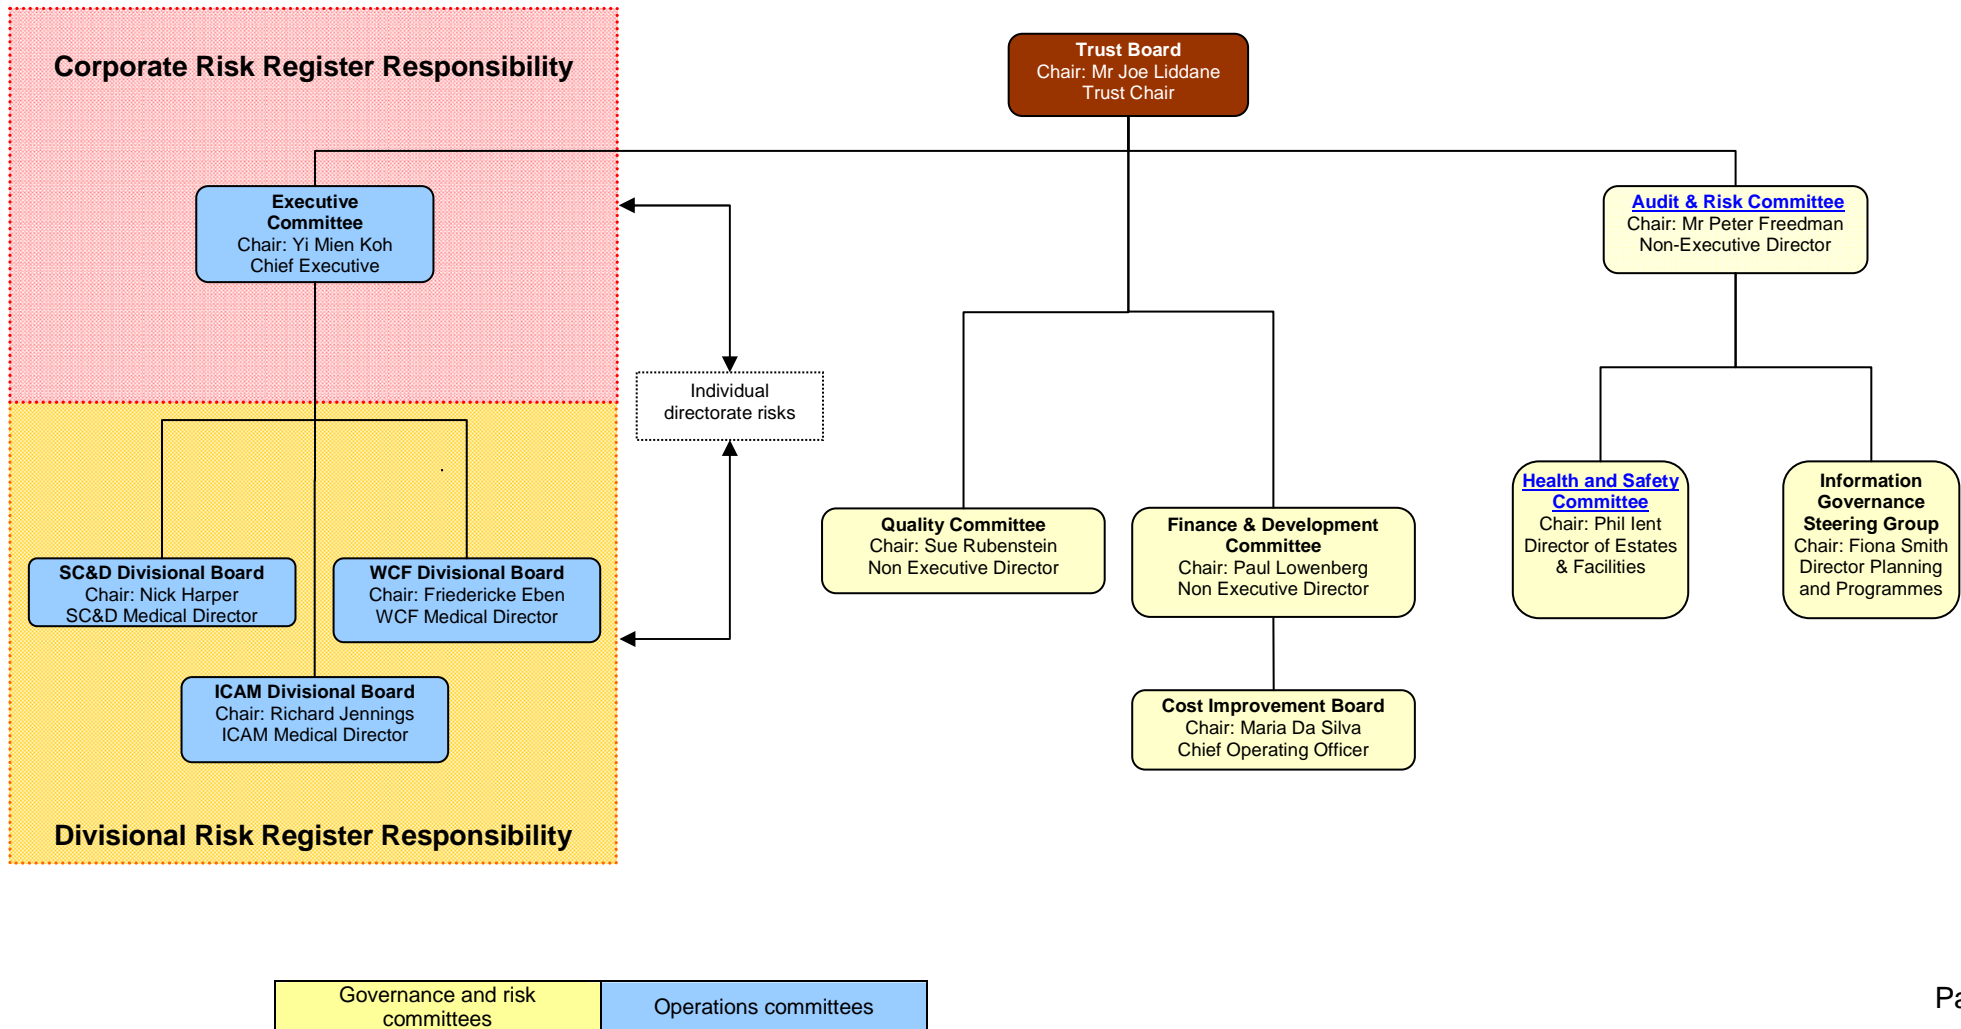 Corporate Risk Register Responsibility
Trust Board
Chair: Mr Joe Liddane
Trust Chair
Executive
Committee
Chair: Yi Mien Koh
Chief Executive
Audit & Risk Committee
Chair: Mr Peter Freedman
Non-Executive Director
Individual
directorate risks
Health and Safety
Committee
Chair: Phil Ient
Director of Estates
& Facilities
Information
Governance
Steering Group
Chair: Fiona Smith
Director Planning
and Programmes
Quality Committee
Chair: Sue Rubenstein
Non Executive Director
Finance & Development
Committee
Chair: Paul Lowenberg
Non Executive Director
SC&D Divisional Board
Chair: Nick Harper
SC&D Medical Director
WCF Divisional Board
Chair: Friedericke Eben
WCF Medical Director
ICAM Divisional Board
Chair: Richard Jennings
ICAM Medical Director
Cost Improvement Board
Chair: Maria Da Silva
Chief Operating Officer
Divisional Risk Register Responsibility
Governance and risk
committees
Operations committees
Pa